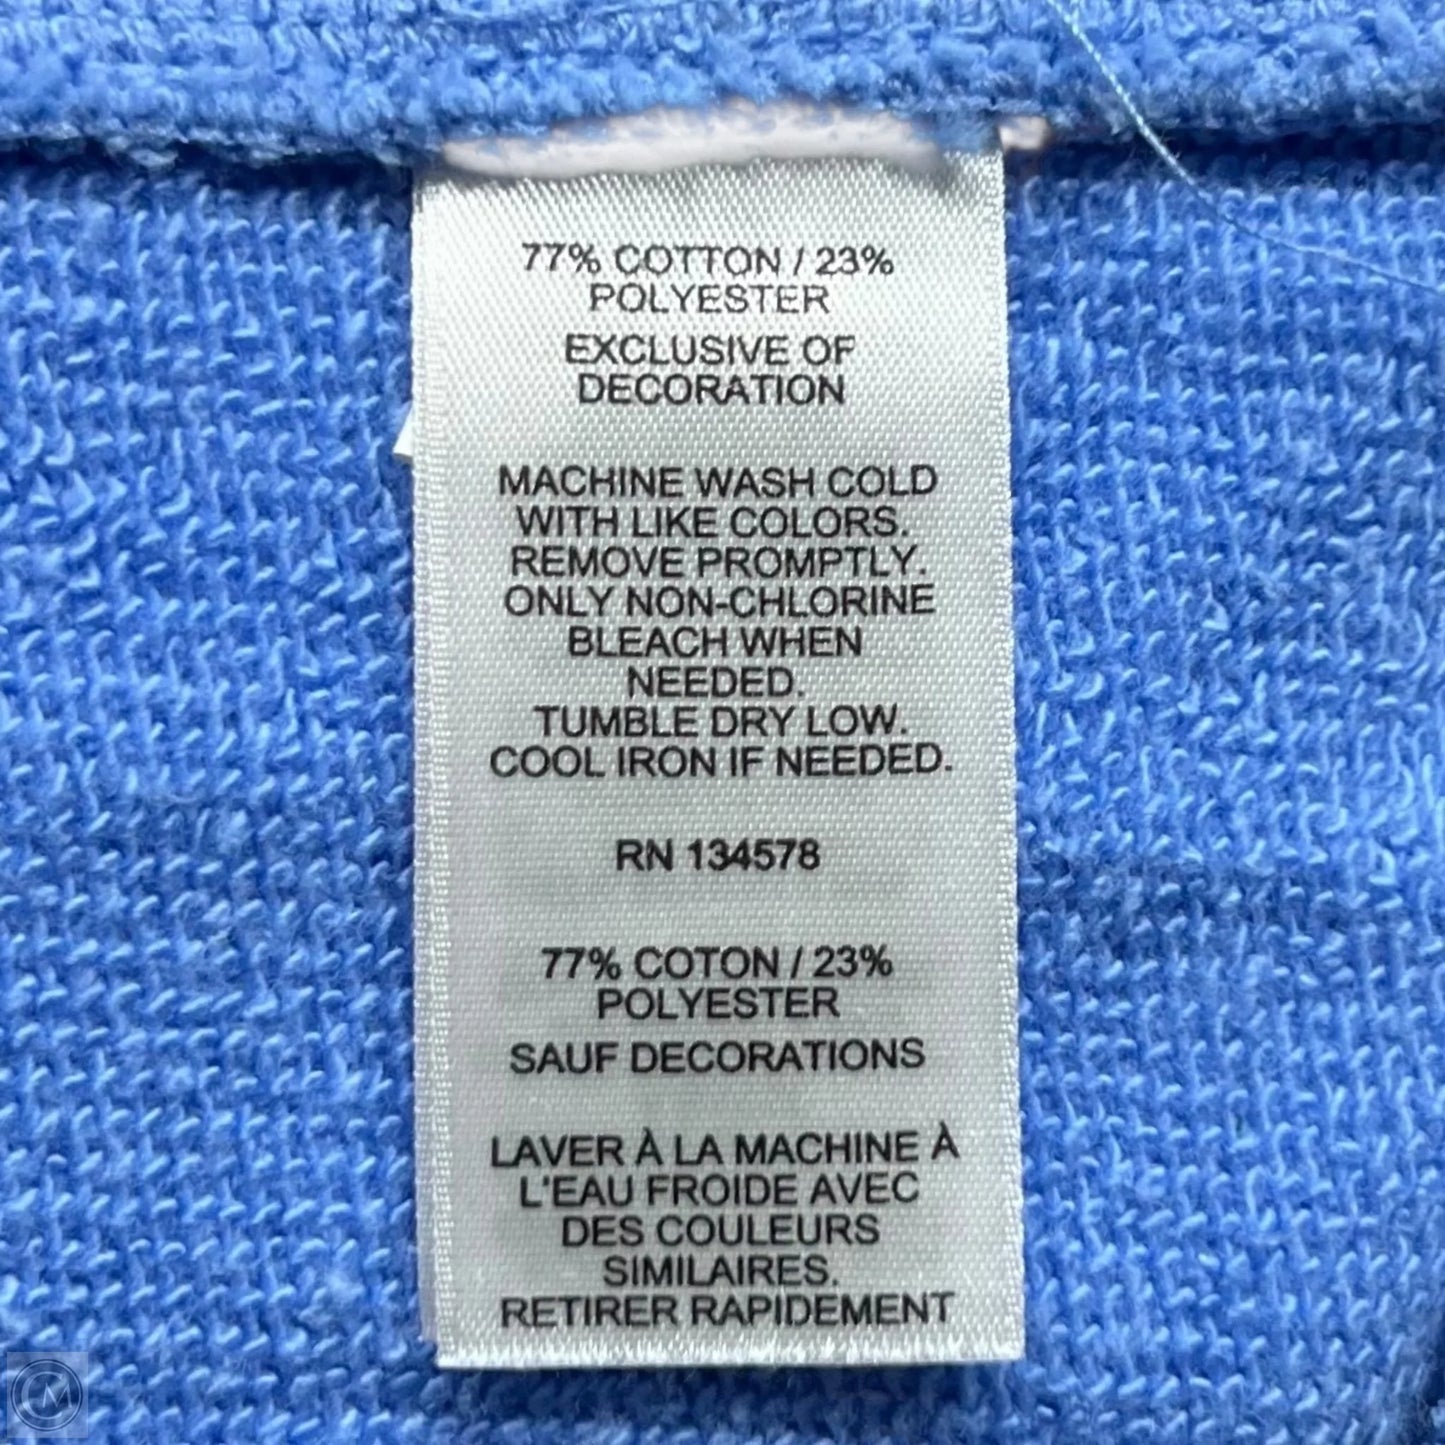 77% COTTON / 23%
POLYESTER
EXCLUSIVE OF
DECORATION
MACHINE WASH COLD
WITH LIKE COLORS.
REMOVE PROMPTLY.
ONLY NON-CHLORINE
BLEACH WHEN
NEEDED.
TUMBLE DRY LOW.
COOL IRON IF NEEDED.
RN 134578
77% COTON / 23%
POLYESTER
SAUF DECORATIONS
LAVER À LA MACHINE À
L'EAU FROIDE AVEC
DES COULEURS
SIMILAIRES.
RETIRER RAPIDEMENT
CM